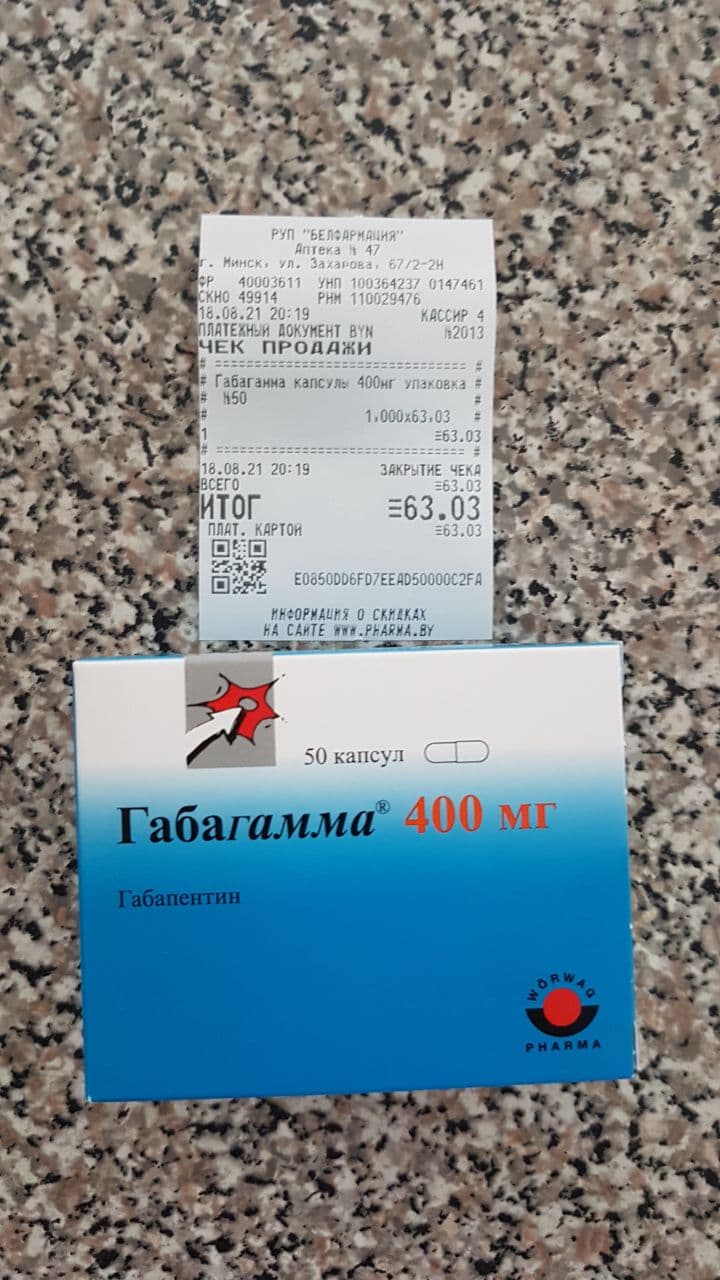 РУП "БЕЛФАРМАЦИЯ"
Аптека № 47
г. Минск, ул. Захарова, 67/2-2Н
ФР 40003611 УНП 100364237 0147461
СКНО 49914 РНМ 110029476
18.08.21 20:19 КАССИР 4
ПЛАТЕЖНЫЙ ДОКУМЕНТ BYN №2013
ЧЕК ПРОДАЖИ
# ============================== #
# Габагамма капсулы 400мг упаковка #
# №50 #
# 1,000x63,03 #
1 ≡63.03
# ============================== #
18.08.21 20:19 ЗАКРЫТИЕ ЧЕКА
ВСЕГО ≡63.03
ИТОГ ≡63.03
ПЛАТ. КАРТОЙ ≡63.03
E0850DD6FD7EEAD50000C2FA
ИНФОРМАЦИЯ О СКИДКАХ
НА САЙТЕ WWW.PHARMA.BY
50 капсул
Габагамма® 400 мг
Габапентин
WÖRWAG
PHARMA